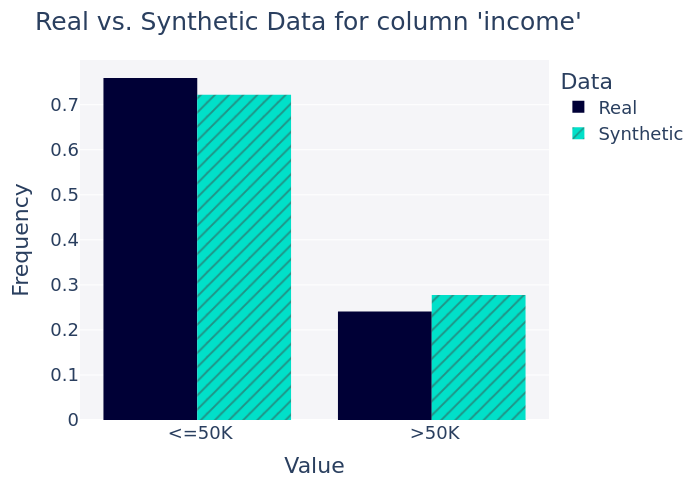 Real vs. Synthetic Data for column 'income'
Data
Real
Synthetic
Frequency
0.7
0.6
0.5
0.4
0.3
0.2
0.1
0
<=50K
>50K
Value